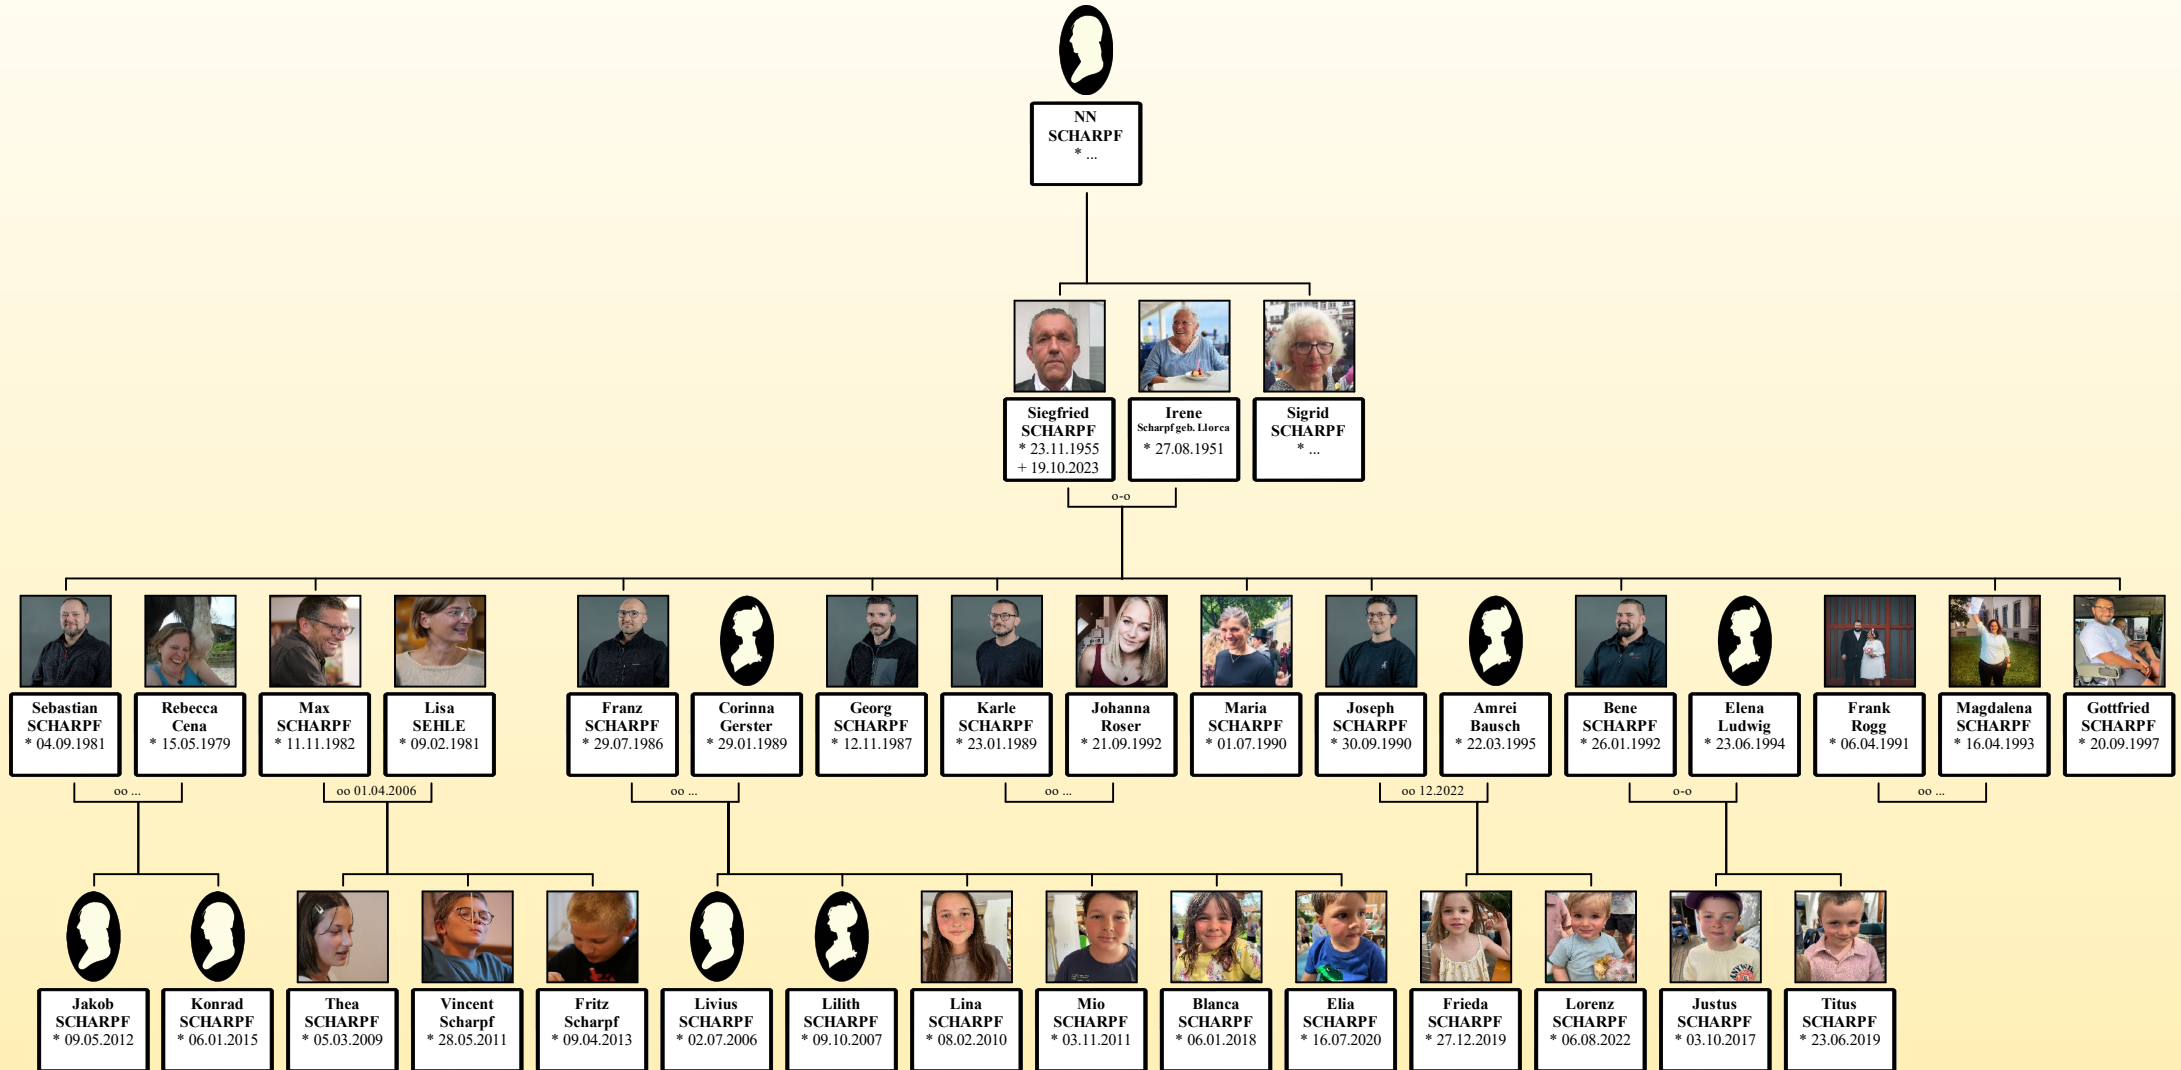 NN
SCHARPF
* ...
Siegfried
SCHARPF
* 23.11.1955
+ 19.10.2023
Irene
Scharpf geb. Llorca
* 27.08.1951
Sigrid
SCHARPF
* ...
o-o
Sebastian
SCHARPF
* 04.09.1981
Rebecca
Cena
* 15.05.1979
Max
SCHARPF
* 11.11.1982
Lisa
SEHLE
* 09.02.1981
Franz
SCHARPF
* 29.07.1986
Corinna
Gerster
* 29.01.1989
Georg
SCHARPF
* 12.11.1987
Karle
SCHARPF
* 23.01.1989
Johanna
Roser
* 21.09.1992
Maria
SCHARPF
* 01.07.1990
Joseph
SCHARPF
* 30.09.1990
Amrei
Bausch
* 22.03.1995
Bene
SCHARPF
* 26.01.1992
Elena
Ludwig
* 23.06.1994
Frank
Rogg
* 06.04.1991
Magdalena
SCHARPF
* 16.04.1993
Gottfried
SCHARPF
* 20.09.1997
oo ...
oo 01.04.2006
oo ...
oo ...
oo 12.2022
o-o
oo ...
Jakob
SCHARPF
* 09.05.2012
Konrad
SCHARPF
* 06.01.2015
Thea
SCHARPF
* 05.03.2009
Vincent
Scharpf
* 28.05.2011
Fritz
Scharpf
* 09.04.2013
Livius
SCHARPF
* 02.07.2006
Lilith
SCHARPF
* 09.10.2007
Lina
SCHARPF
* 08.02.2010
Mio
SCHARPF
* 03.11.2011
Blanca
SCHARPF
* 06.01.2018
Elia
SCHARPF
* 16.07.2020
Frieda
SCHARPF
* 27.12.2019
Lorenz
SCHARPF
* 06.08.2022
Justus
SCHARPF
* 03.10.2017
Titus
SCHARPF
* 23.06.2019